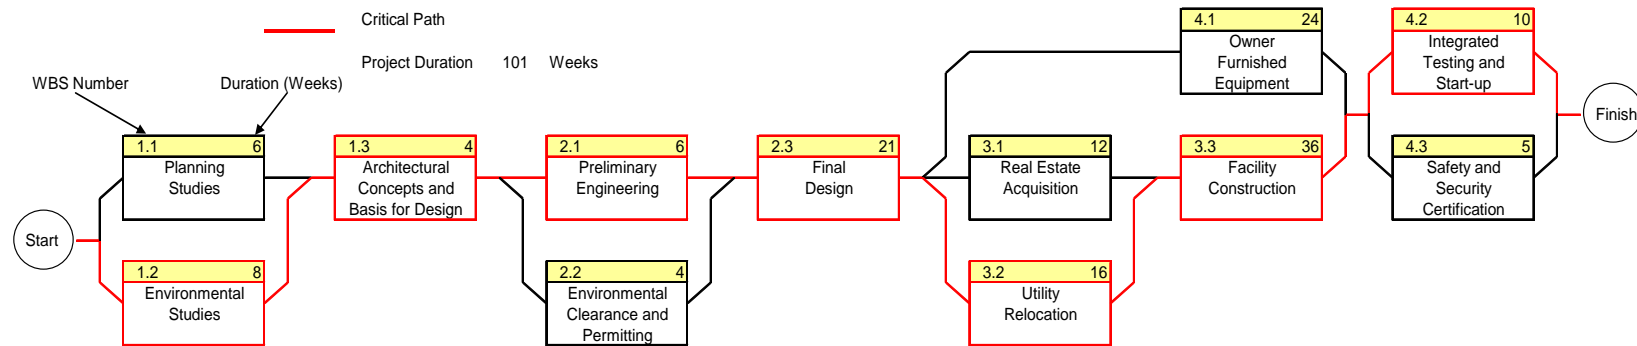 Critical Path
Project Duration 101 Weeks
WBS Number
Duration (Weeks)
Start
1.1 6
Planning
Studies
1.2 8
Environmental
Studies
1.3 4
Architectural
Concepts and
Basis for Design
2.1 6
Preliminary
Engineering
2.2 4
Environmental
Clearance and
Permitting
2.3 21
Final
Design
3.1 12
Real Estate
Acquisition
3.2 16
Utility
Relocation
4.1 24
Owner
Furnished
Equipment
3.3 36
Facility
Construction
4.2 10
Integrated
Testing and
Start-up
4.3 5
Safety and
Security
Certification
Finish